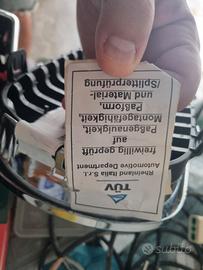 TÜV
Rheinland Italia S.r.l.
Automotive Department
freiwillig geprüft
auf
Paßgenauigkeit,
Montagefähigkeit,
Paßform,
und Material-
(Splitterprüfung)
Subito